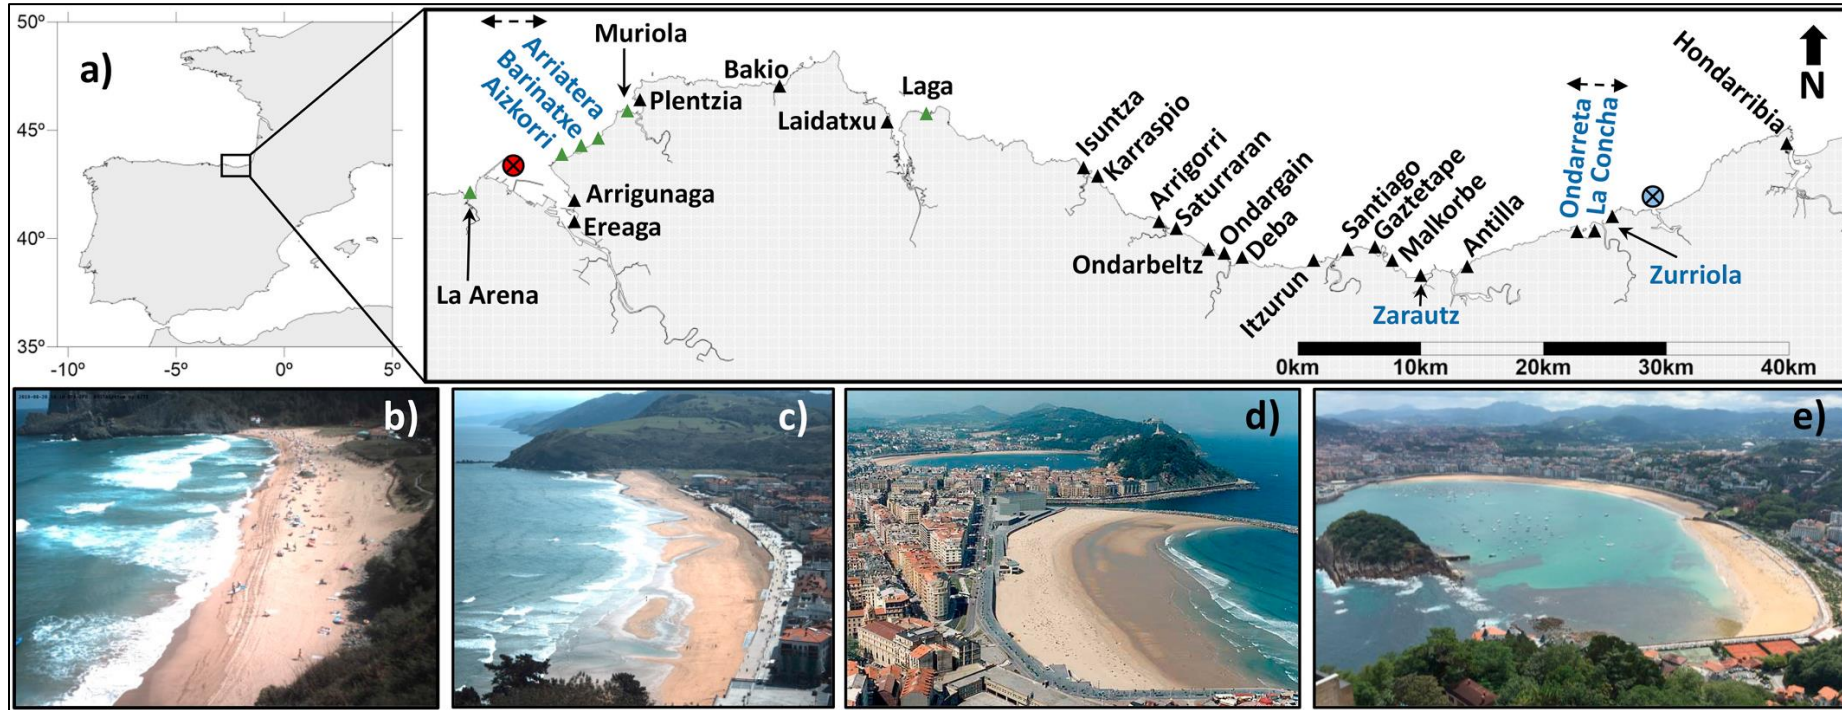 a)
50º
45º
40º
35º
-10º
-5º
0º
5º
Arriatera
Barinatxe
Aizkorri
Muriola
Plentzia
Bakio
Laidatxu
Laga
La Arena
Arrigunaga
Ereaga
Isuntza
Karraspio
Arrigorri
Saturraran
Ondarbeltz
Ondargain
Deba
Itzurun
Santiago
Gaztetape
Malkorbe
Zarautz
Antilla
Ondarreta
La Concha
Zurriola
Hondarribia
N
0km
10km
20km
30km
40km
b)
c)
d)
e)